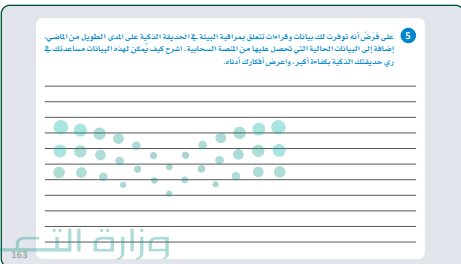 5 على فرض أنه توفرت لك بيانات وقراءات تتعلق بمراقبة البيئة في الحديقة الذكية على المدى الطويل من الماضي،
إضافة إلى البيانات الحالية التي تحصل عليها من المنصة السحابية. اشرح كيف يُمكن لهذه البيانات مساعدتك في
ري حديقتك الذكية بكفاءة أكبر، واعرض أفكارك أدناه.
وزارة التعـ
163